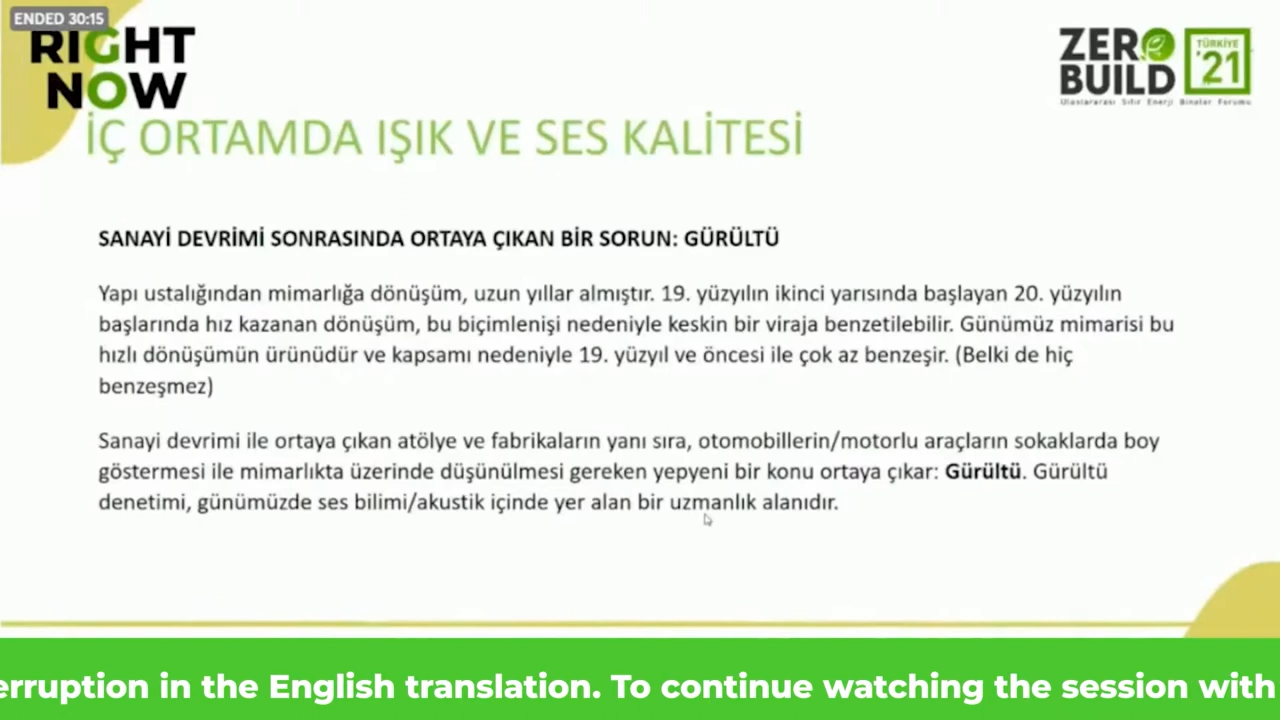 ENDED 30:15
RIGHT
NOW
ZERO
BUILD
TÜRKİYE
'21
Uluslararası Sıfır Enerji Binalar Forumu
İÇ ORTAMDA IŞIK VE SES KALİTESİ
SANAYİ DEVRİMİ SONRASINDA ORTAYA ÇIKAN BİR SORUN: GÜRÜLTÜ
Yapı ustalığından mimarlığa dönüşüm, uzun yıllar almıştır. 19. yüzyılın ikinci yarısında başlayan 20. yüzyılın
başlarında hız kazanan dönüşüm, bu biçimlenişi nedeniyle keskin bir viraja benzetilebilir. Günümüz mimarisi bu
hızlı dönüşümün ürünüdür ve kapsamı nedeniyle 19. yüzyıl ve öncesi ile çok az benzeşir. (Belki de hiç
benzeşmez)
Sanayi devrimi ile ortaya çıkan atölye ve fabrikaların yanı sıra, otomobillerin/motorlu araçların sokaklarda boy
göstermesi ile mimarlıkta üzerinde düşünülmesi gereken yepyeni bir konu ortaya çıkar: Gürültü. Gürültü
denetimi, günümüzde ses bilimi/akustik içinde yer alan bir uzmanlık alanıdır.
erruption in the English translation. To continue watching the session with